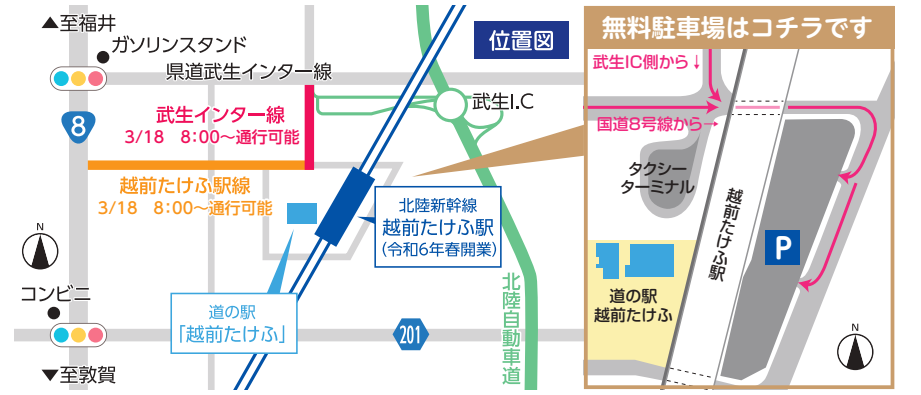 ▲至福井
ガソリンスタンド
県道武生インター線
位置図
武生I.C
8
武生インター線
3/18 8:00〜通行可能
越前たけふ駅線
3/18 8:00〜通行可能
北陸新幹線
越前たけふ駅
(令和6年春開業)
N
コンビニ
道の駅
「越前たけふ」
201
北陸自動車道
▼至敦賀
無料駐車場はコチラです
武生IC側から↓
国道8号線から→
タクシー
ターミナル
越前たけふ駅
P
道の駅
越前たけふ
N